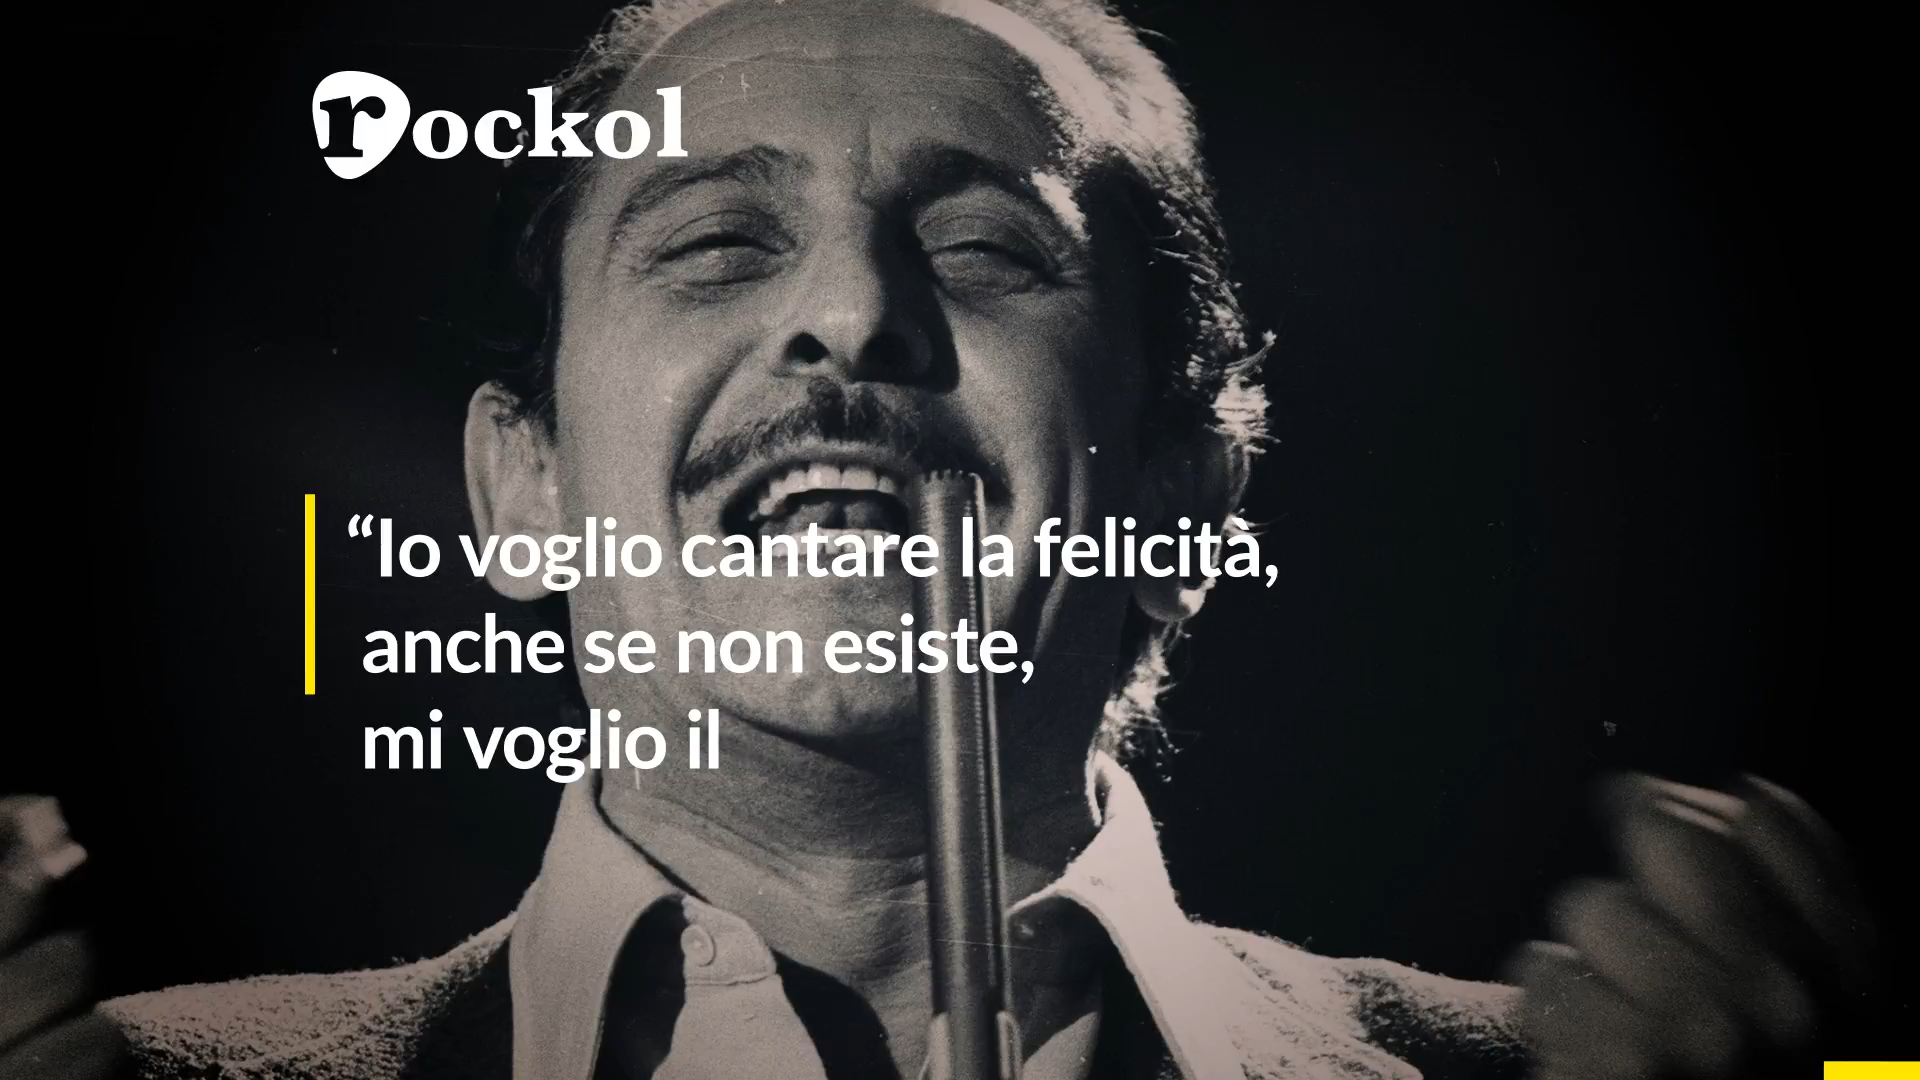 rockol
“Io voglio cantare la felicità,
anche se non esiste,
mi voglio il